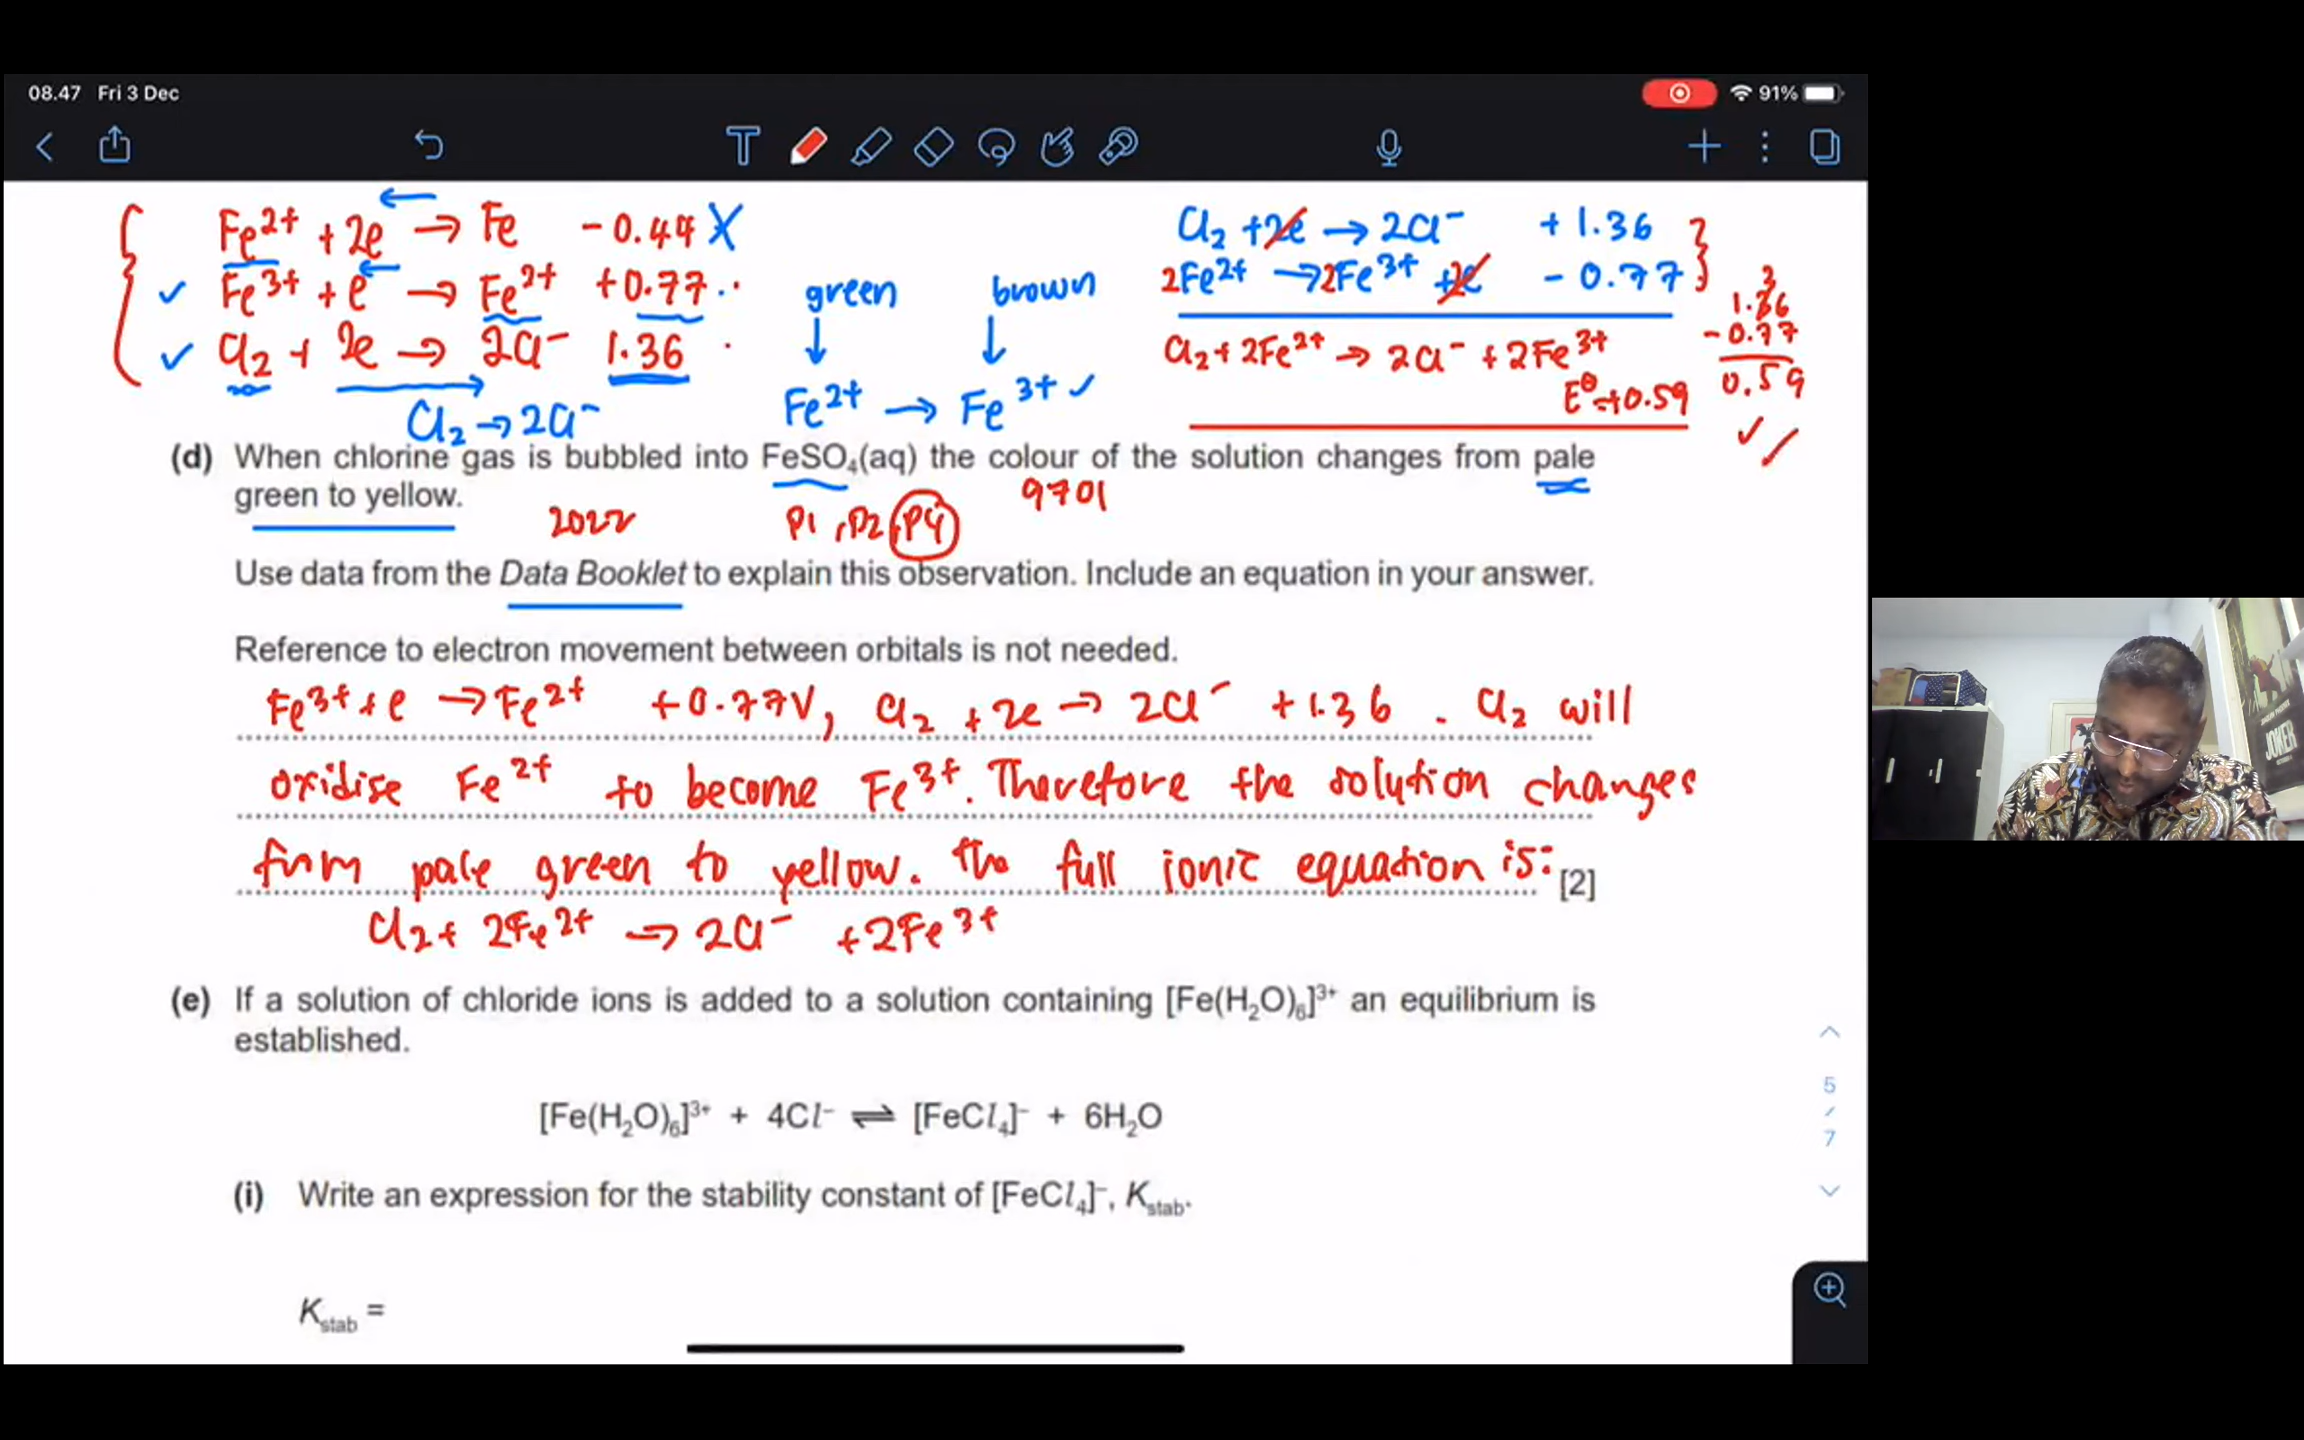 08.47 Fri 3 Dec
91%
Fe²⁺ + 2e → Fe -0.44 X
✓ Fe³⁺ + e → Fe²⁺ +0.77
✓ Cl₂ + 2e → 2Cl⁻ 1.36
Cl₂ → 2Cl⁻
green brown
↓ ↓
Fe²⁺ → Fe³⁺ ✓
Cl₂ + 2e → 2Cl⁻ +1.36
2Fe²⁺ → 2Fe³⁺ + 2e -0.77
Cl₂ + 2Fe²⁺ → 2Cl⁻ + 2Fe³⁺
E° = +0.59
1.36
-0.77
0.59
(d) When chlorine gas is bubbled into FeSO₄(aq) the colour of the solution changes from pale
green to yellow.
9701
2022 P1, P2, P4
Use data from the Data Booklet to explain this observation. Include an equation in your answer.
Reference to electron movement between orbitals is not needed.
Fe³⁺ + e → Fe²⁺ +0.77V, Cl₂ + 2e → 2Cl⁻ +1.36. Cl₂ will
oxidise Fe²⁺ to become Fe³⁺. Therefore the solution changes
from pale green to yellow. The full ionic equation is: [2]
Cl₂ + 2Fe²⁺ → 2Cl⁻ + 2Fe³⁺
(e) If a solution of chloride ions is added to a solution containing [Fe(H₂O)₆]³⁺ an equilibrium is
established.
[Fe(H₂O)₆]³⁺ + 4Cl⁻ ⇌ [FeCl₄]⁻ + 6H₂O
(i) Write an expression for the stability constant of [FeCl₄]⁻, Kstab.
Kstab =
5
/
7
JOKER